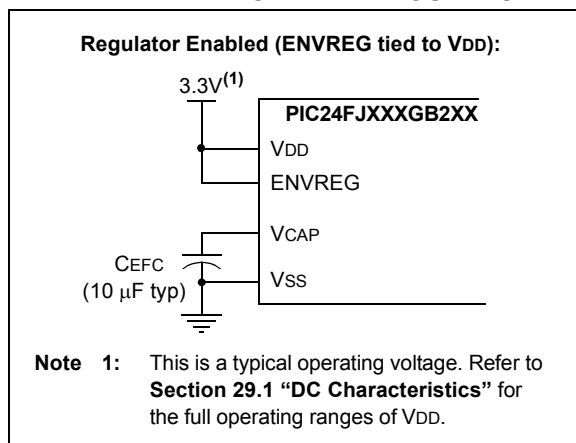 Regulator Enabled (ENVREG tied to VDD):
3.3V(1)
PIC24FJXXXGB2XX
VDD
ENVREG
VCAP
CEFC
(10 μF typ)
VSS
Note 1: This is a typical operating voltage. Refer to
Section 29.1 “DC Characteristics” for
the full operating ranges of VDD.